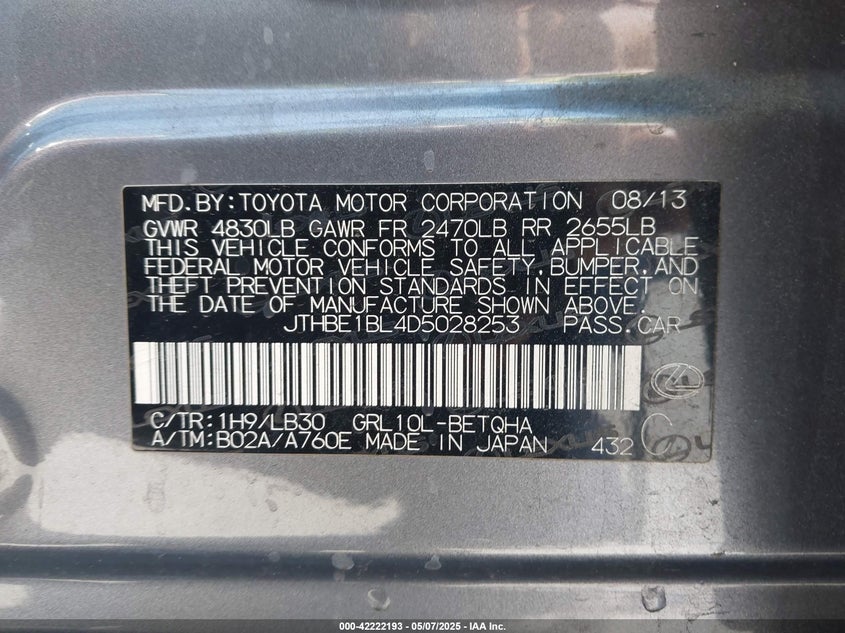 MFD.BY:TOYOTA MOTOR CORPORATION 08/13
GVWR 4830LB GAWR FR 2470LB RR 2655LB
THIS VEHICLE CONFORMS TO ALL APPLICABLE
FEDERAL MOTOR VEHICLE SAFETY,BUMPER,AND
THEFT PREVENTION STANDARDS IN EFFECT ON
THE DATE OF MANUFACTURE SHOWN ABOVE.
JTHBE1BL4D5028253 PASS.CAR
C/TR:1H9/LB30 GRL10L-BETQHA
A/TM:B02A/A760E MADE IN JAPAN 432
000-42222193 - 05/07/2025 - IAA Inc.